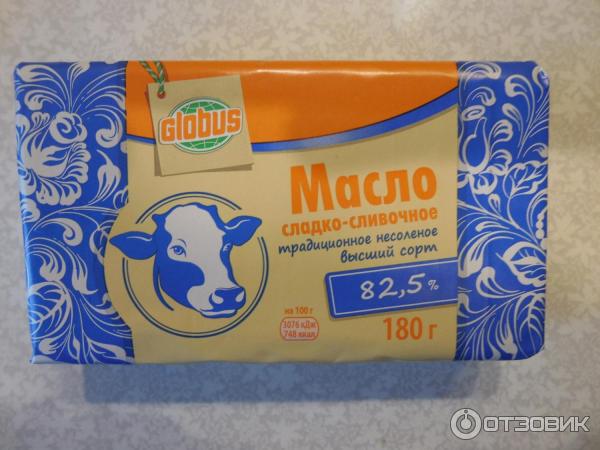 Globus
Масло
сладко-сливочное
традиционное несоленое
высший сорт
82,5%
на 100 г
3076 кДж
748 ккал
180 г
ОТЗОВИК